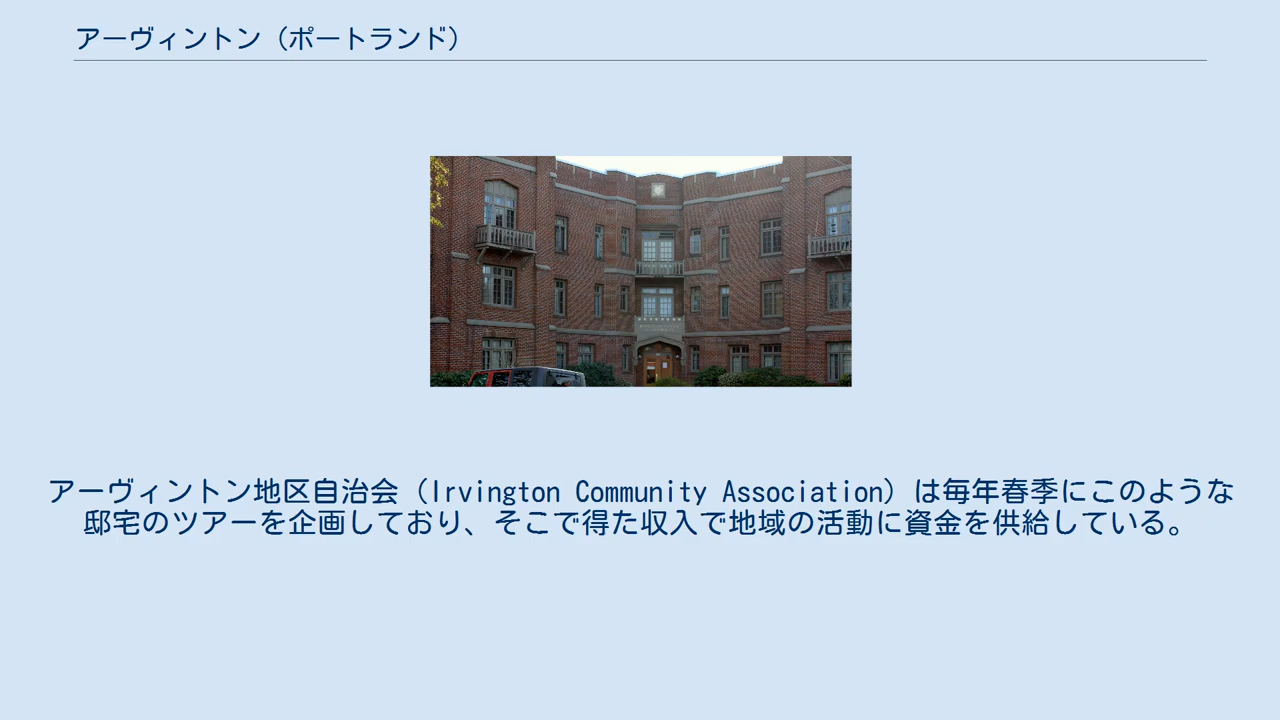 アーヴィントン（ポートランド）
アーヴィントン地区自治会（Irvington Community Association）は毎年春季にこのような
邸宅のツアーを企画しており、そこで得た収入で地域の活動に資金を供給している。